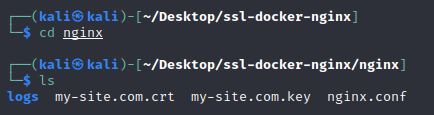 ┌──(kali㉿kali)-[~/Desktop/ssl-docker-nginx]
└─$ cd nginx
┌──(kali㉿kali)-[~/Desktop/ssl-docker-nginx/nginx]
└─$ ls
logs  my-site.com.crt  my-site.com.key  nginx.conf